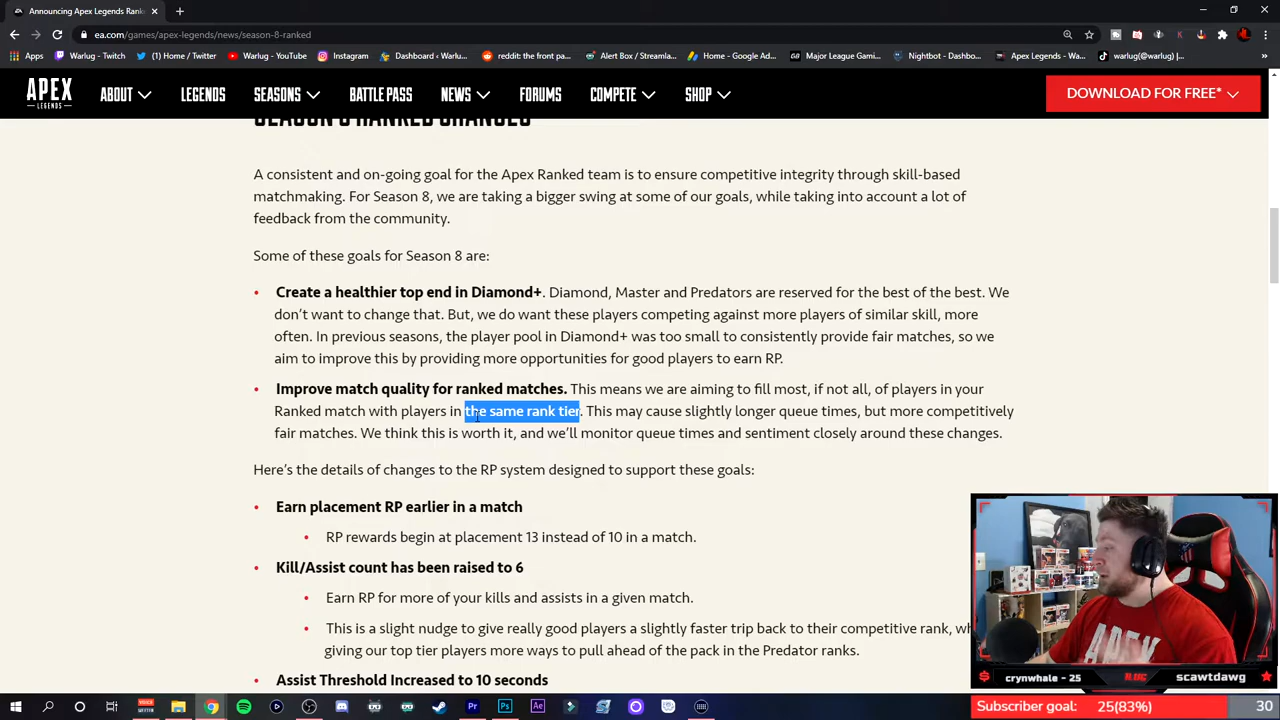 Announcing Apex Legends™: Ran
ea.com/games/apex-legends/news/season-8-ranked
Apps
Warlug - Twitch
(1) Home / Twitter
Warlug - YouTube
Instagram
Dashboard ‹ Warlug...
reddit: the front pa...
Alert Box / Streamla...
Home - Google Ad...
Major League Gami...
Nightbot - Dashbo...
Apex Legends - Wa...
warlug(@warlug)|...
APEX
LEGENDS
ABOUT
LEGENDS
SEASONS
BATTLE PASS
NEWS
FORUMS
COMPETE
SHOP
DOWNLOAD FOR FREE*
SEASON 8 RANKED CHANGES
A consistent and on-going goal for the Apex Ranked team is to ensure competitive integrity through skill-based
matchmaking. For Season 8, we are taking a bigger swing at some of our goals, while taking into account a lot of
feedback from the community.
Some of these goals for Season 8 are:
• Create a healthier top end in Diamond+. Diamond, Master and Predators are reserved for the best of the best. We
don't want to change that. But, we do want these players competing against more players of similar skill, more
often. In previous seasons, the player pool in Diamond+ was too small to consistently provide fair matches, so we
aim to improve this by providing more opportunities for good players to earn RP.
• Improve match quality for ranked matches. This means we are aiming to fill most, if not all, of players in your
Ranked match with players in the same rank tier. This may cause slightly longer queue times, but more competitively
fair matches. We think this is worth it, and we'll monitor queue times and sentiment closely around these changes.
Here's the details of changes to the RP system designed to support these goals:
• Earn placement RP earlier in a match
• RP rewards begin at placement 13 instead of 10 in a match.
• Kill/Assist count has been raised to 6
• Earn RP for more of your kills and assists in a given match.
• This is a slight nudge to give really good players a slightly faster trip back to their competitive rank, wh
giving our top tier players more ways to pull ahead of the pack in the Predator ranks.
• Assist Threshold Increased to 10 seconds
APEX
crynwhale - 25
scawtdawg
Subscriber goal:
25(83%)
30